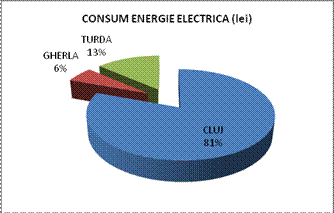 CONSUM ENERGIE ELECTRICA (lei)
TURDA
13%
GHERLA
6%
CLUJ
81%